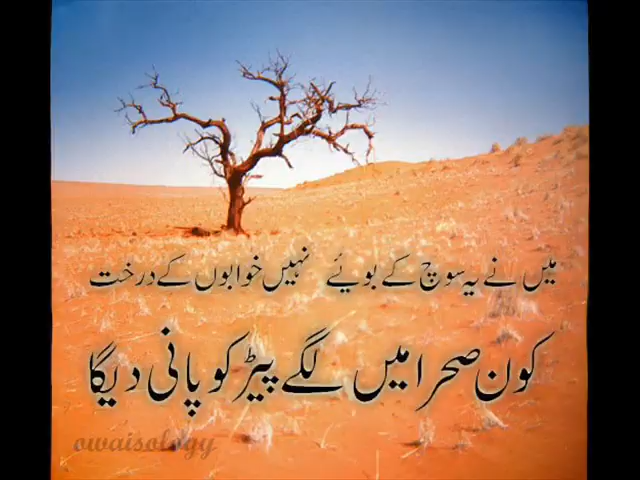 میں نے یہ سوچ کے بوئے نہیں خوابوں کے درخت
کون صحرا میں لگے پیڑ کو پانی دیگا
owaisology